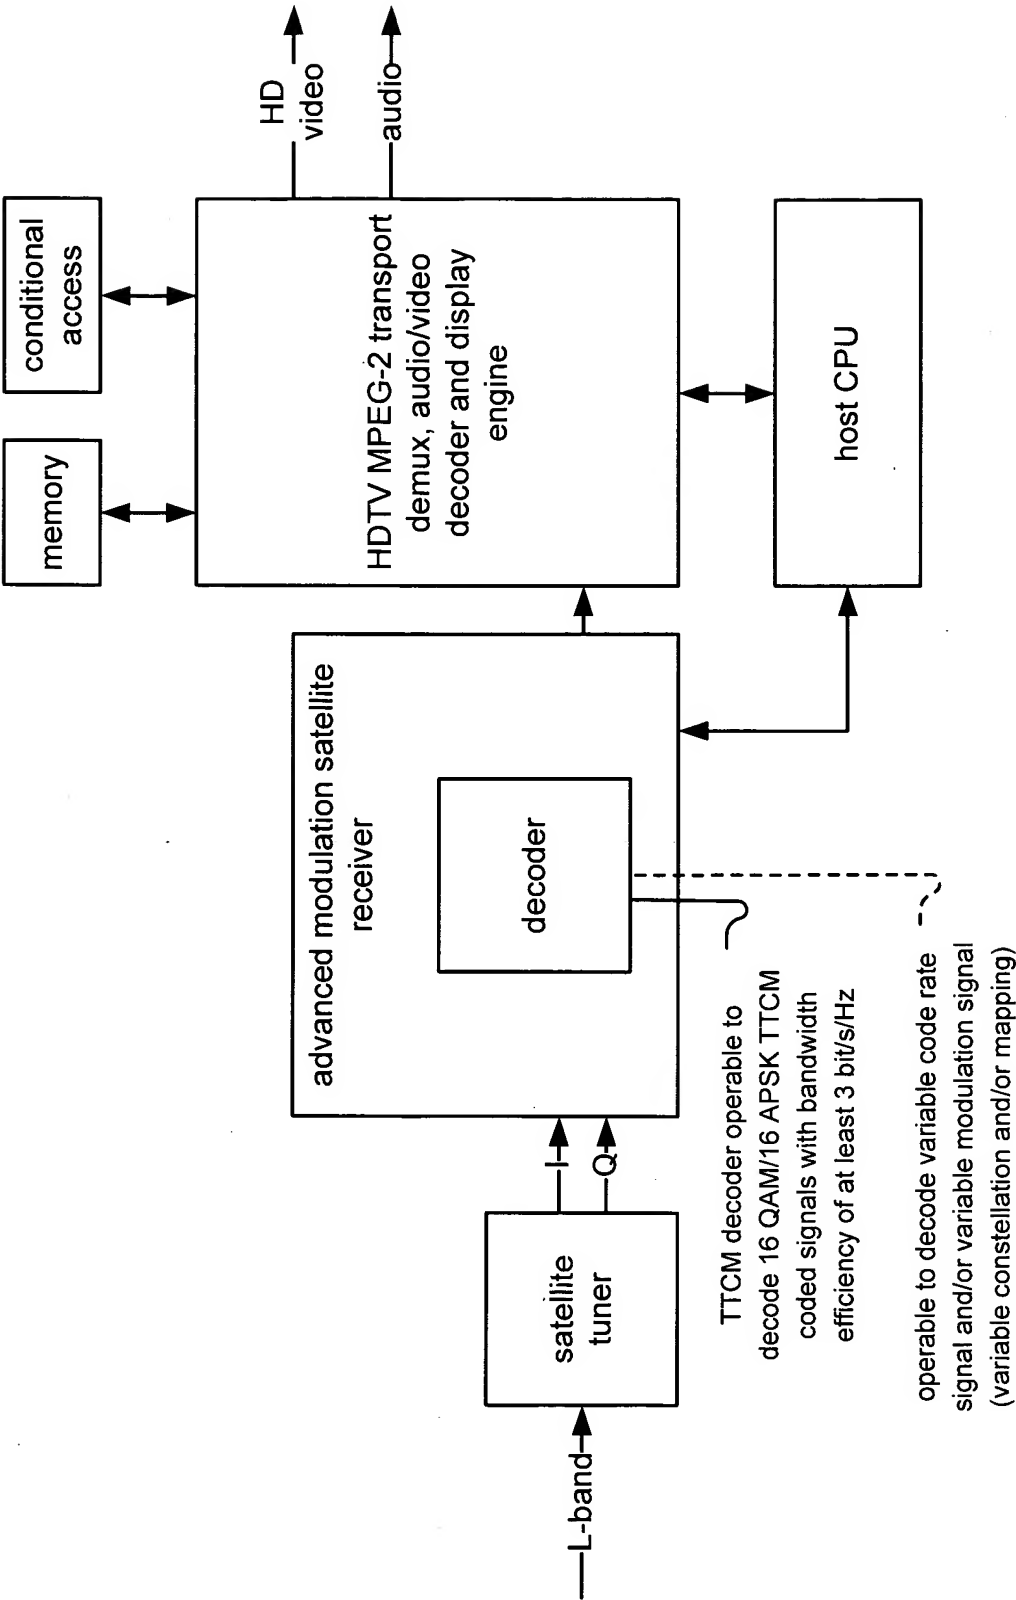 L-band
satellite
tuner
I
Q
advanced modulation satellite
receiver
decoder
TTCM decoder operable to
decode 16 QAM/16 APSK TTCM
coded signals with bandwidth
efficiency of at least 3 bit/s/Hz
operable to decode variable code rate
signal and/or variable modulation signal
(variable constellation and/or mapping)
memory
conditional
access
HDTV MPEG-2 transport
demux, audio/video
decoder and display
engine
host CPU
HD
video
audio